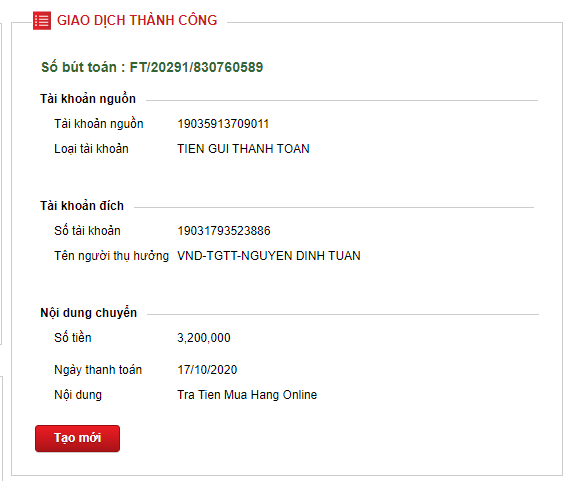 GIAO DỊCH THÀNH CÔNG
Số bút toán : FT/20291/830760589
Tài khoản nguồn
Tài khoản nguồn 19035913709011
Loại tài khoản TIEN GUI THANH TOAN
Tài khoản đích
Số tài khoản 19031793523886
Tên người thụ hưởng VND-TGTT-NGUYEN DINH TUAN
Nội dung chuyển
Số tiền 3,200,000
Ngày thanh toán 17/10/2020
Nội dung Tra Tien Mua Hang Online
Tạo mới